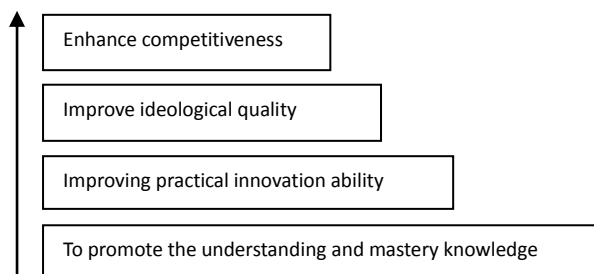 Enhance competitiveness
Improve ideological quality
Improving practical innovation ability
To promote the understanding and mastery knowledge